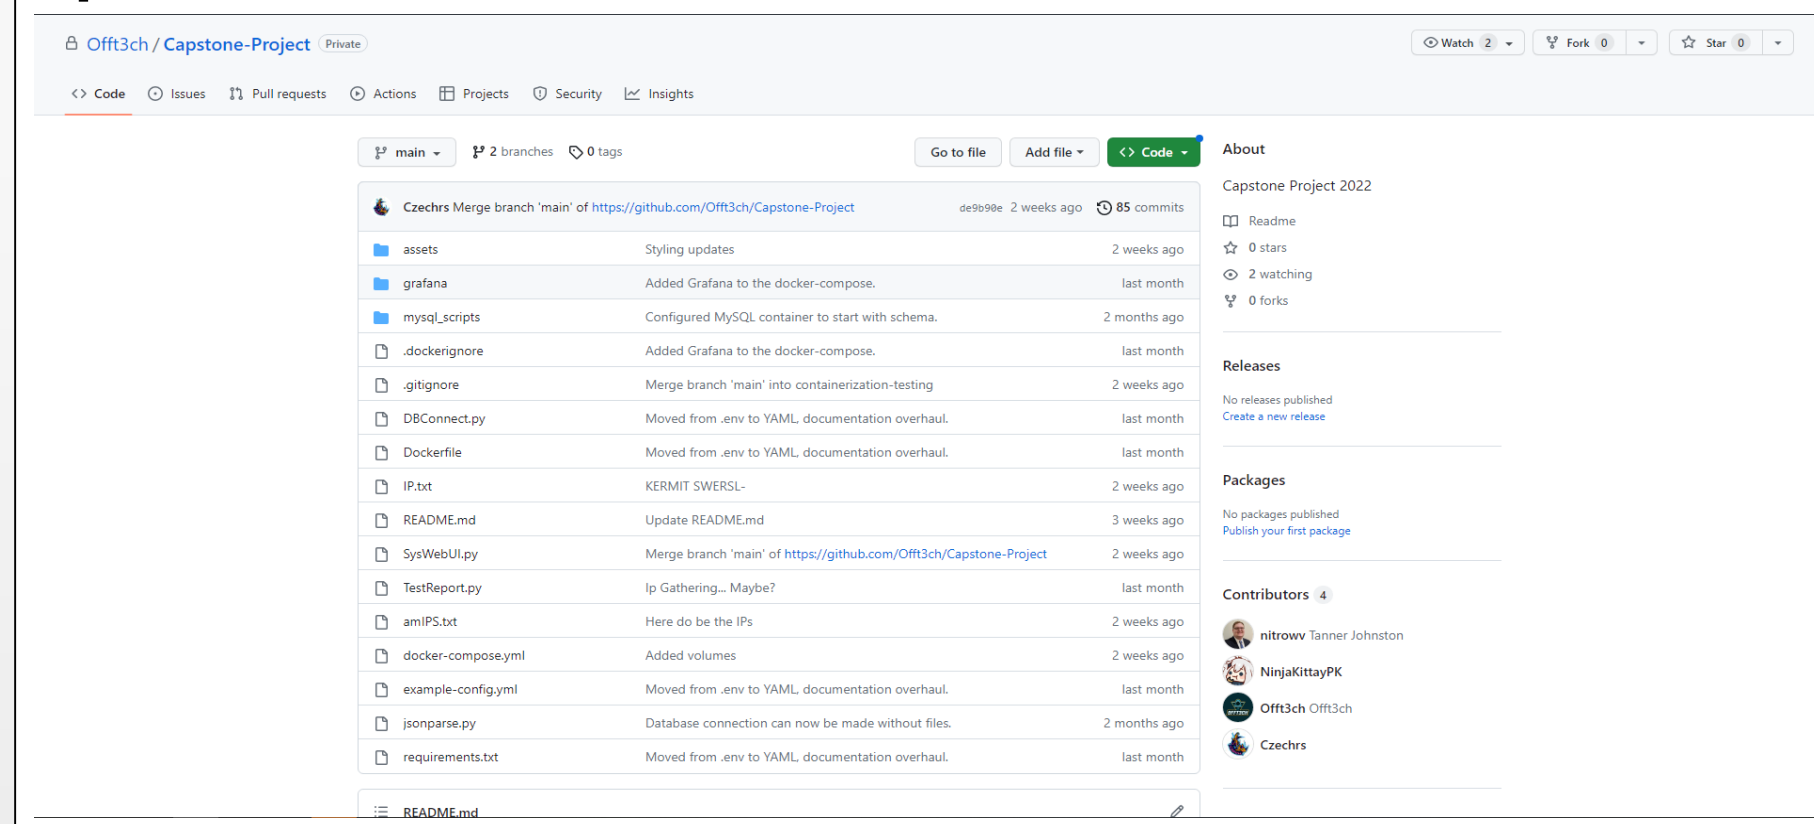 Offt3ch / Capstone-Project Private
Watch 2 Fork 0 Star 0
Code Issues Pull requests Actions Projects Security Insights
main 2 branches 0 tags Go to file Add file Code
Czechrs Merge branch 'main' of https://github.com/Offt3ch/Capstone-Project de9b90e 2 weeks ago 85 commits
assets Styling updates 2 weeks ago
grafana Added Grafana to the docker-compose. last month
mysql_scripts Configured MySQL container to start with schema. 2 months ago
.dockerignore Added Grafana to the docker-compose. last month
.gitignore Merge branch 'main' into containerization-testing 2 weeks ago
DBConnect.py Moved from .env to YAML, documentation overhaul. last month
Dockerfile Moved from .env to YAML, documentation overhaul. last month
IP.txt KERMIT SWERSL- 2 weeks ago
README.md Update README.md 3 weeks ago
SysWebUI.py Merge branch 'main' of https://github.com/Offt3ch/Capstone-Project 2 weeks ago
TestReport.py Ip Gathering... Maybe? last month
amIPS.txt Here do be the IPs 2 weeks ago
docker-compose.yml Added volumes 2 weeks ago
example-config.yml Moved from .env to YAML, documentation overhaul. last month
jsonparse.py Database connection can now be made without files. 2 months ago
requirements.txt Moved from .env to YAML, documentation overhaul. last month
README.md
About
Capstone Project 2022
Readme
0 stars
2 watching
0 forks
Releases
No releases published
Create a new release
Packages
No packages published
Publish your first package
Contributors 4
nitrowv Tanner Johnston
NinjaKittayPK
Offt3ch Offt3ch
Czechrs